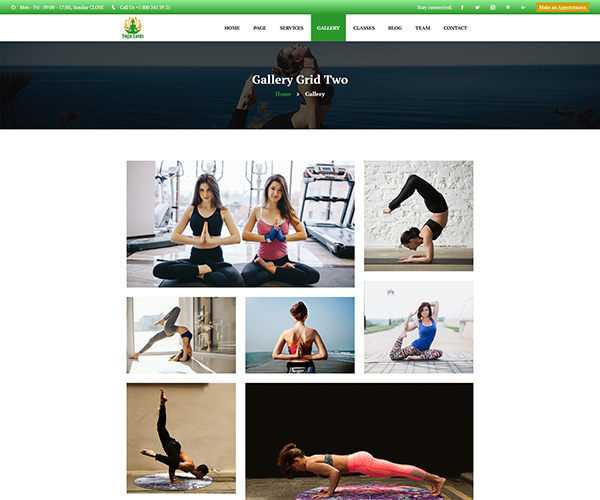 Mon - Fri : 09:00 - 17:00, Sunday CLOSE
Call Us +1 800 245 39 25
Stay connected:
Make an Appointment
Yoga Lotus
HOME
PAGE
SERVICES
GALLERY
CLASSES
BLOG
TEAM
CONTACT
Gallery Grid Two
Home › Gallery